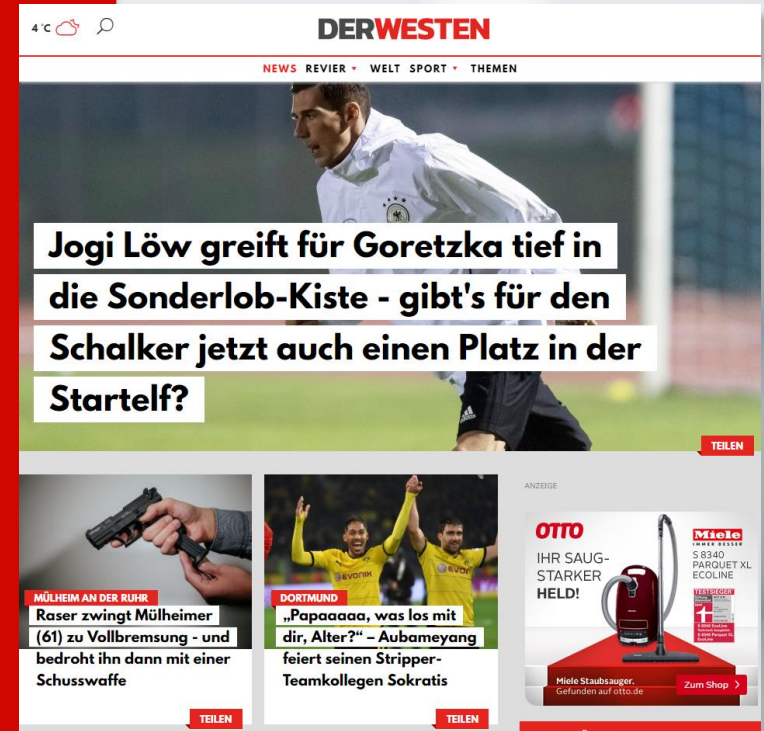 4°C
DERWESTEN
NEWS REVIER WELT SPORT THEMEN
Jogi Löw greift für Goretzka tief in
die Sonderlob-Kiste - gibt's für den
Schalker jetzt auch einen Platz in der
Startelf?
TEILEN
MÜLHEIM AN DER RUHR
Raser zwingt Mülheimer
(61) zu Vollbremsung - und
bedroht ihn dann mit einer
Schusswaffe
TEILEN
EVONIK
DORTMUND
„Papaaaaa, was los mit
dir, Alter?“ – Aubameyang
feiert seinen Stripper-
Teamkollegen Sokratis
TEILEN
ANZEIGE
OTTO
IHR SAUG-
STARKER
HELD!
Miele
IMMER BESSER
S 8340
PARQUET XL
ECOLINE
TESTSIEGER
Miele Staubsauger.
Gefunden auf otto.de
Zum Shop